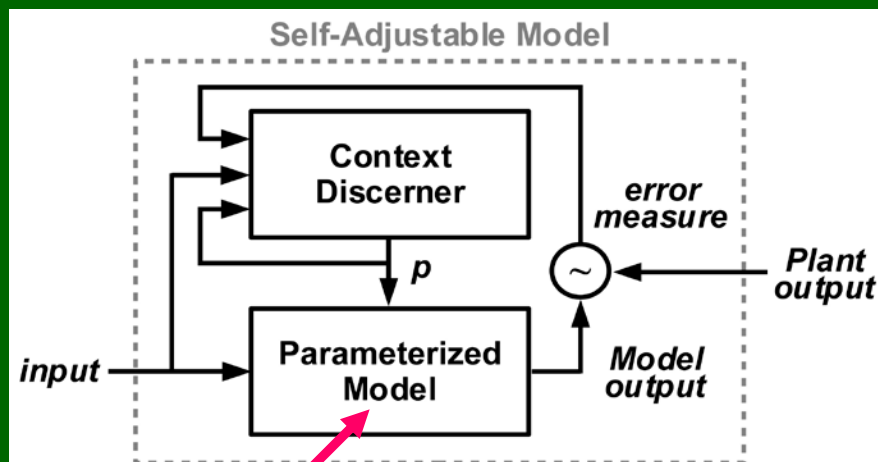 Self-Adjustable Model
Context
Discerner
error
measure
p
~
Plant
output
input
Parameterized
Model
Model
output